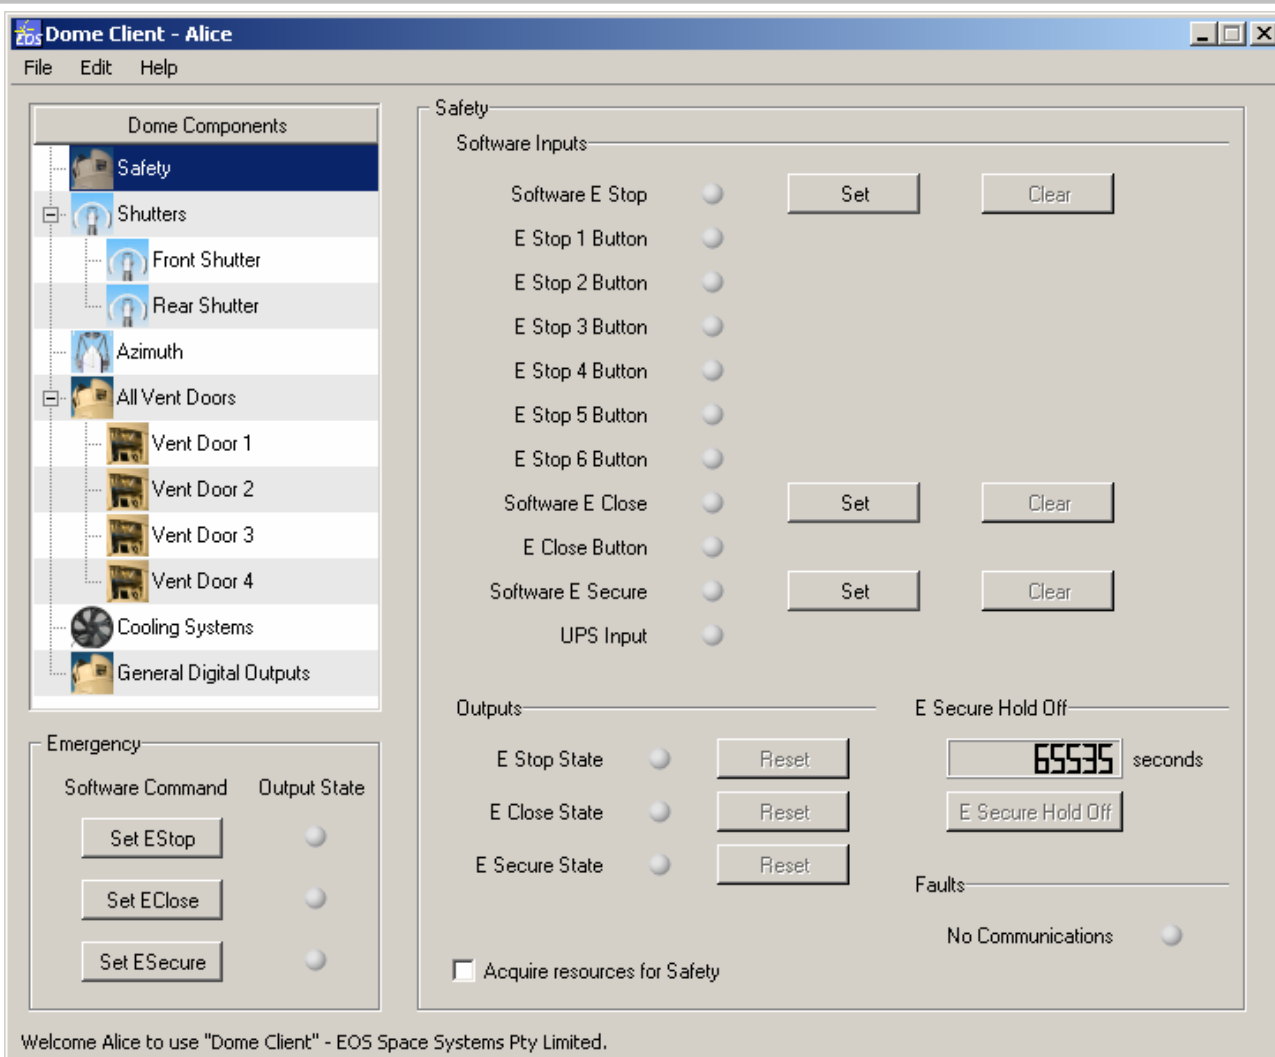 EOS Dome Client - Alice
File Edit Help
Dome Components
Safety
Shutters
Front Shutter
Rear Shutter
Azimuth
All Vent Doors
Vent Door 1
Vent Door 2
Vent Door 3
Vent Door 4
Cooling Systems
General Digital Outputs
Emergency
Software Command Output State
Set EStop
Set EClose
Set ESecure
Safety
Software Inputs
Software E Stop Set Clear
E Stop 1 Button
E Stop 2 Button
E Stop 3 Button
E Stop 4 Button
E Stop 5 Button
E Stop 6 Button
Software E Close Set Clear
E Close Button
Software E Secure Set Clear
UPS Input
Outputs
E Stop State Reset
E Close State Reset
E Secure State Reset
E Secure Hold Off
65535 seconds
E Secure Hold Off
Faults
No Communications
Acquire resources for Safety
Welcome Alice to use "Dome Client" - EOS Space Systems Pty Limited.